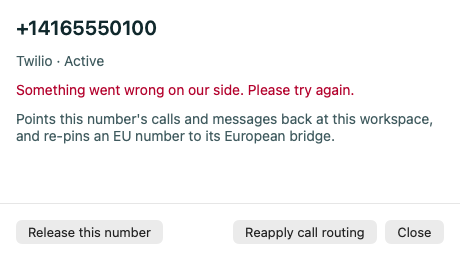 +14165550100
Twilio · Active
Something went wrong on our side. Please try again.
Points this number's calls and messages back at this workspace,
and re-pins an EU number to its European bridge.
Release this number
Reapply call routing
Close